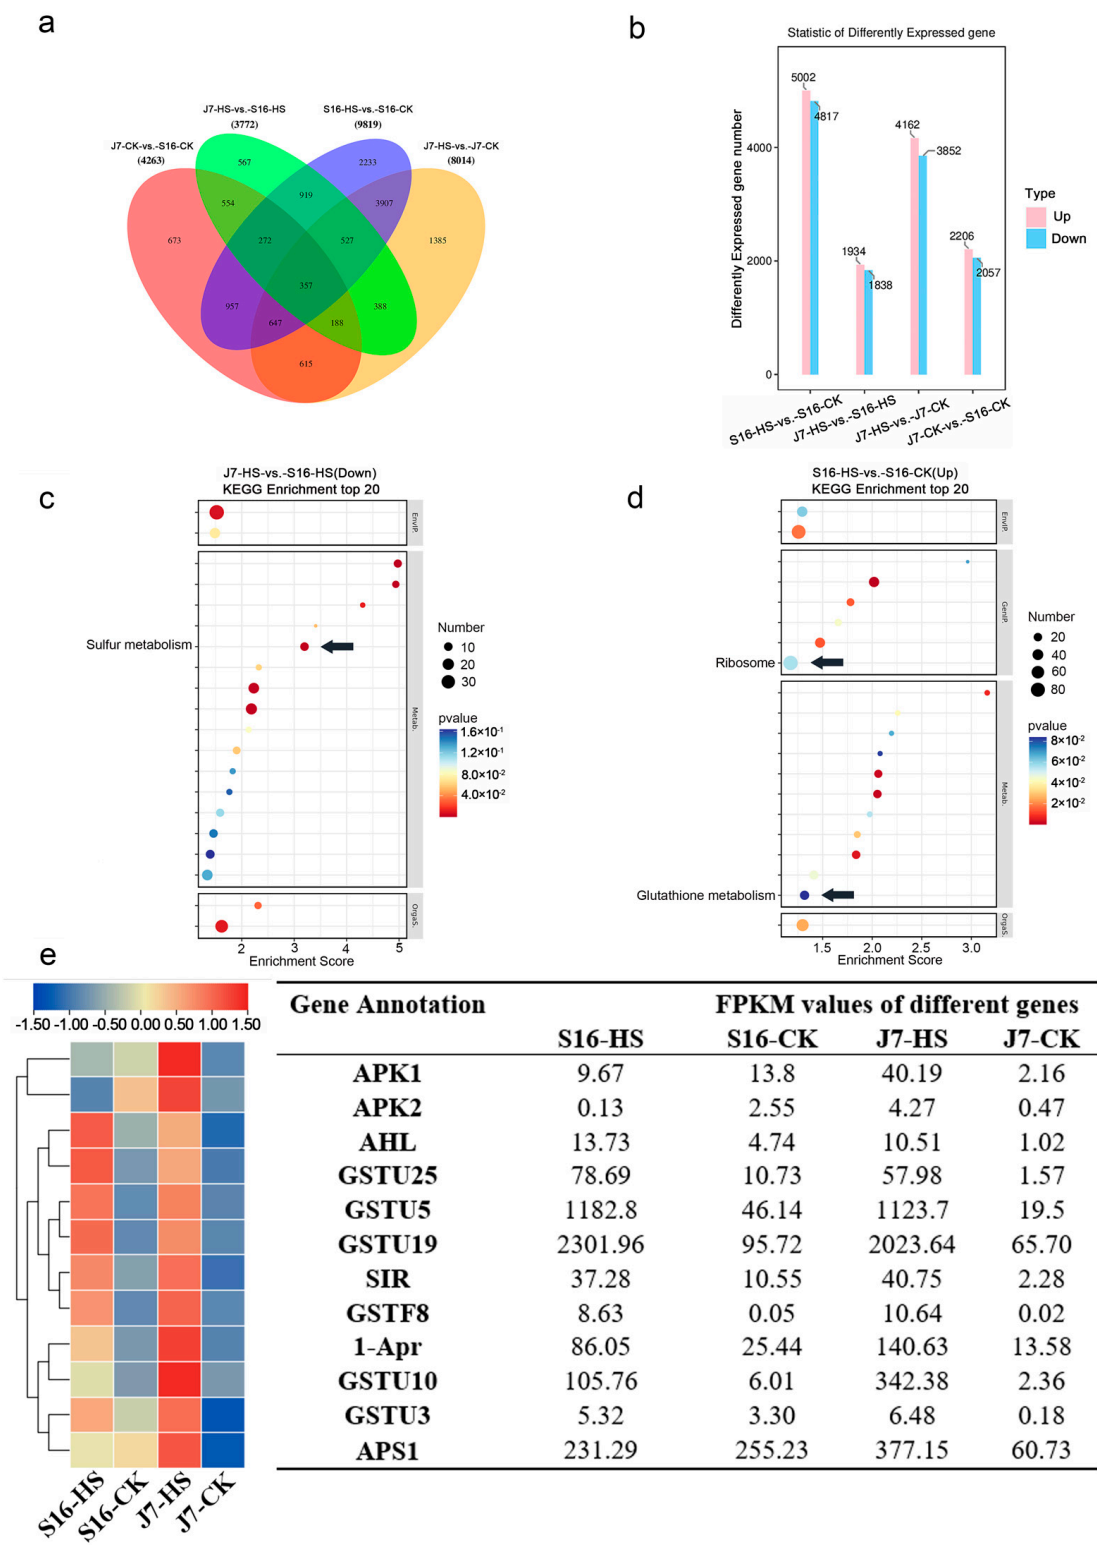 a
J7-HS-vs.-S16-HS
(3772)
S16-HS-vs.-S16-CK
(9819)
J7-CK-vs.-S16-CK
(4263)
J7-HS-vs.-J7-CK
(8014)
567
2233
554
919
3907
673
272
527
1385
357
957
388
647
188
615
b
Statistic of Differently Expressed gene
Differently Expressed gene number
5002
4817
4162
3852
1934
1838
2206
2057
4000
2000
0
Type
Up
Down
S16-HS-vs.-S16-CK
J7-HS-vs.-S16-HS
J7-HS-vs.-J7-CK
J7-CK-vs.-S16-CK
c
J7-HS-vs.-S16-HS(Down)
KEGG Enrichment top 20
EnvIP.
Metab.
OrgaS.
Sulfur metabolism
Number
10
20
30
pvalue
1.6×10⁻¹
1.2×10⁻¹
8.0×10⁻²
4.0×10⁻²
2 3 4 5
Enrichment Score
d
S16-HS-vs.-S16-CK(Up)
KEGG Enrichment top 20
EnvIP.
GenIP.
Metab.
OrgaS.
Ribosome
Glutathione metabolism
Number
20
40
60
80
pvalue
8×10⁻²
6×10⁻²
4×10⁻²
2×10⁻²
1.5 2.0 2.5 3.0
Enrichment Score
e
-1.50 -1.00 -0.50 0.00 0.50 1.00 1.50
S16-HS S16-CK J7-HS J7-CK
Gene Annotation FPKM values of different genes
S16-HS S16-CK J7-HS J7-CK
APK1 9.67 13.8 40.19 2.16
APK2 0.13 2.55 4.27 0.47
AHL 13.73 4.74 10.51 1.02
GSTU25 78.69 10.73 57.98 1.57
GSTU5 1182.8 46.14 1123.7 19.5
GSTU19 2301.96 95.72 2023.64 65.70
SIR 37.28 10.55 40.75 2.28
GSTF8 8.63 0.05 10.64 0.02
1-Apr 86.05 25.44 140.63 13.58
GSTU10 105.76 6.01 342.38 2.36
GSTU3 5.32 3.30 6.48 0.18
APS1 231.29 255.23 377.15 60.73